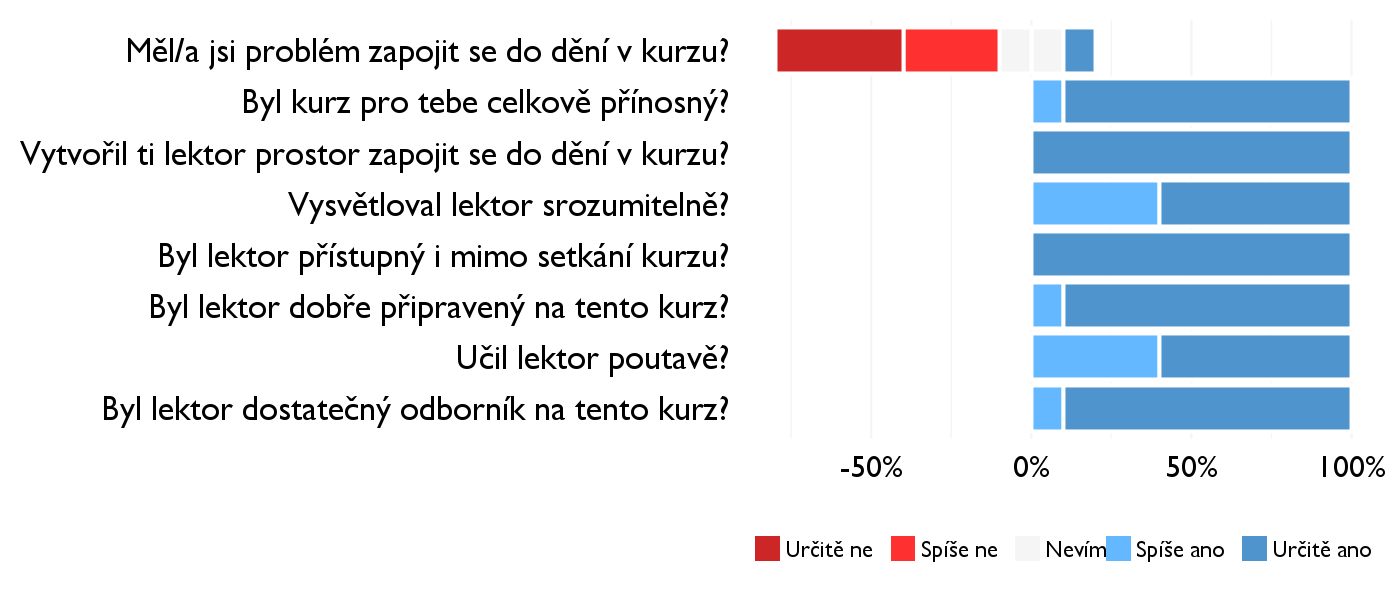 Měl/a jsi problém zapojit se do dění v kurzu?
Byl kurz pro tebe celkově přínosný?
Vytvořil ti lektor prostor zapojit se do dění v kurzu?
Vysvětloval lektor srozumitelně?
Byl lektor přístupný i mimo setkání kurzu?
Byl lektor dobře připravený na tento kurz?
Učil lektor poutavě?
Byl lektor dostatečný odborník na tento kurz?
-50% 0% 50% 100%
Určitě ne Spíše ne Nevím Spíše ano Určitě ano